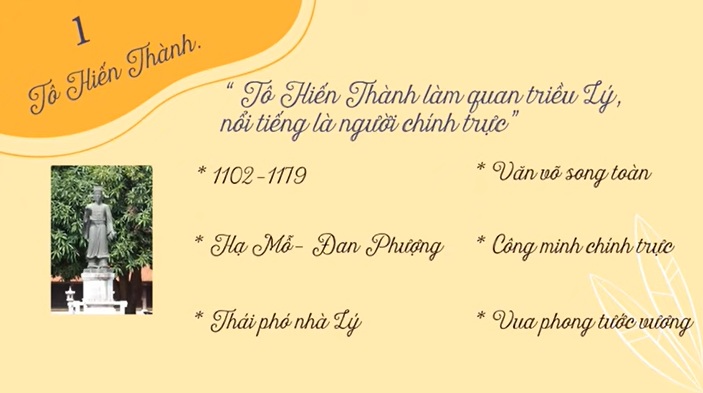 1
Tô Hiến Thành.
“ Tô Hiến Thành làm quan triều Lý,
nổi tiếng là người chính trực”
* 1102-1179
* Văn võ song toàn
* Hạ Mỗ- Đan Phượng
* Công minh chính trực
* Thái phó nhà Lý
* Vua phong tước vương